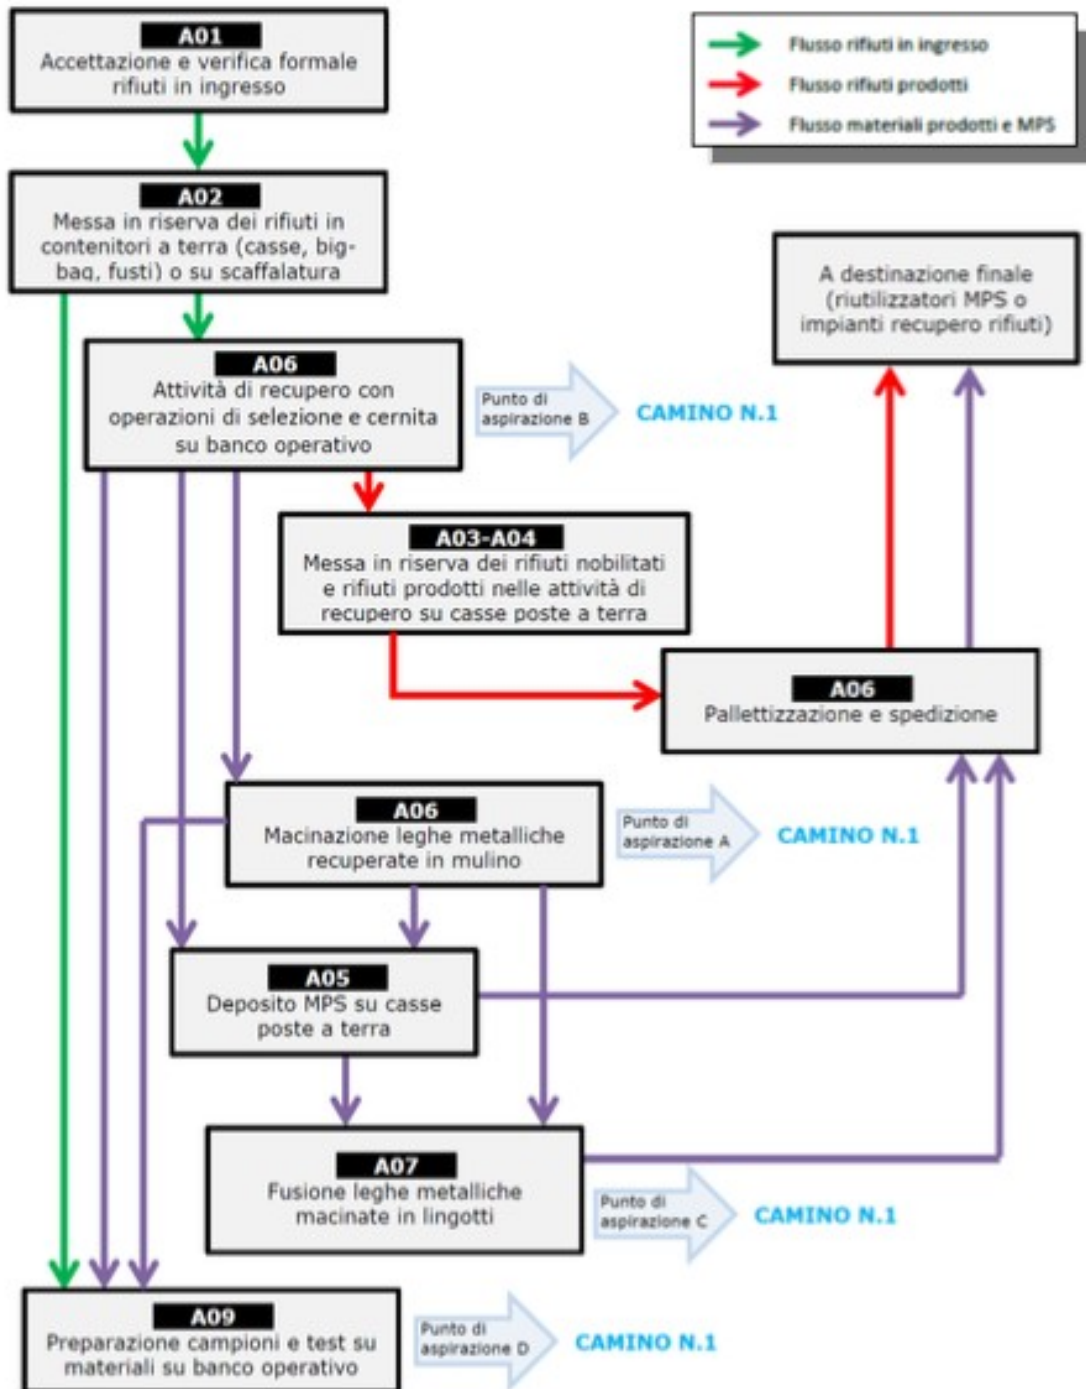 A01
Accettazione e verifica formale
rifiuti in ingresso
Flusso rifiuti in ingresso
Flusso rifiuti prodotti
Flusso materiali prodotti e MPS
A02
Messa in riserva dei rifiuti in
contenitori a terra (casse, big-
bag, fusti) o su scaffalatura
A destinazione finale
(riutilizzatori MPS o
impianti recupero rifiuti)
A06
Attività di recupero con
operazioni di selezione e cernita
su banco operativo
Punto di
aspirazione B
CAMINO N.1
A03-A04
Messa in riserva dei rifiuti nobilitati
e rifiuti prodotti nelle attività di
recupero su casse poste a terra
A06
Pallettizzazione e spedizione
A06
Macinazione leghe metalliche
recuperate in mulino
Punto di
aspirazione A
CAMINO N.1
A05
Deposito MPS su casse
poste a terra
A07
Fusione leghe metalliche
macinate in lingotti
Punto di
aspirazione C
CAMINO N.1
A09
Preparazione campioni e test su
materiali su banco operativo
Punto di
aspirazione D
CAMINO N.1